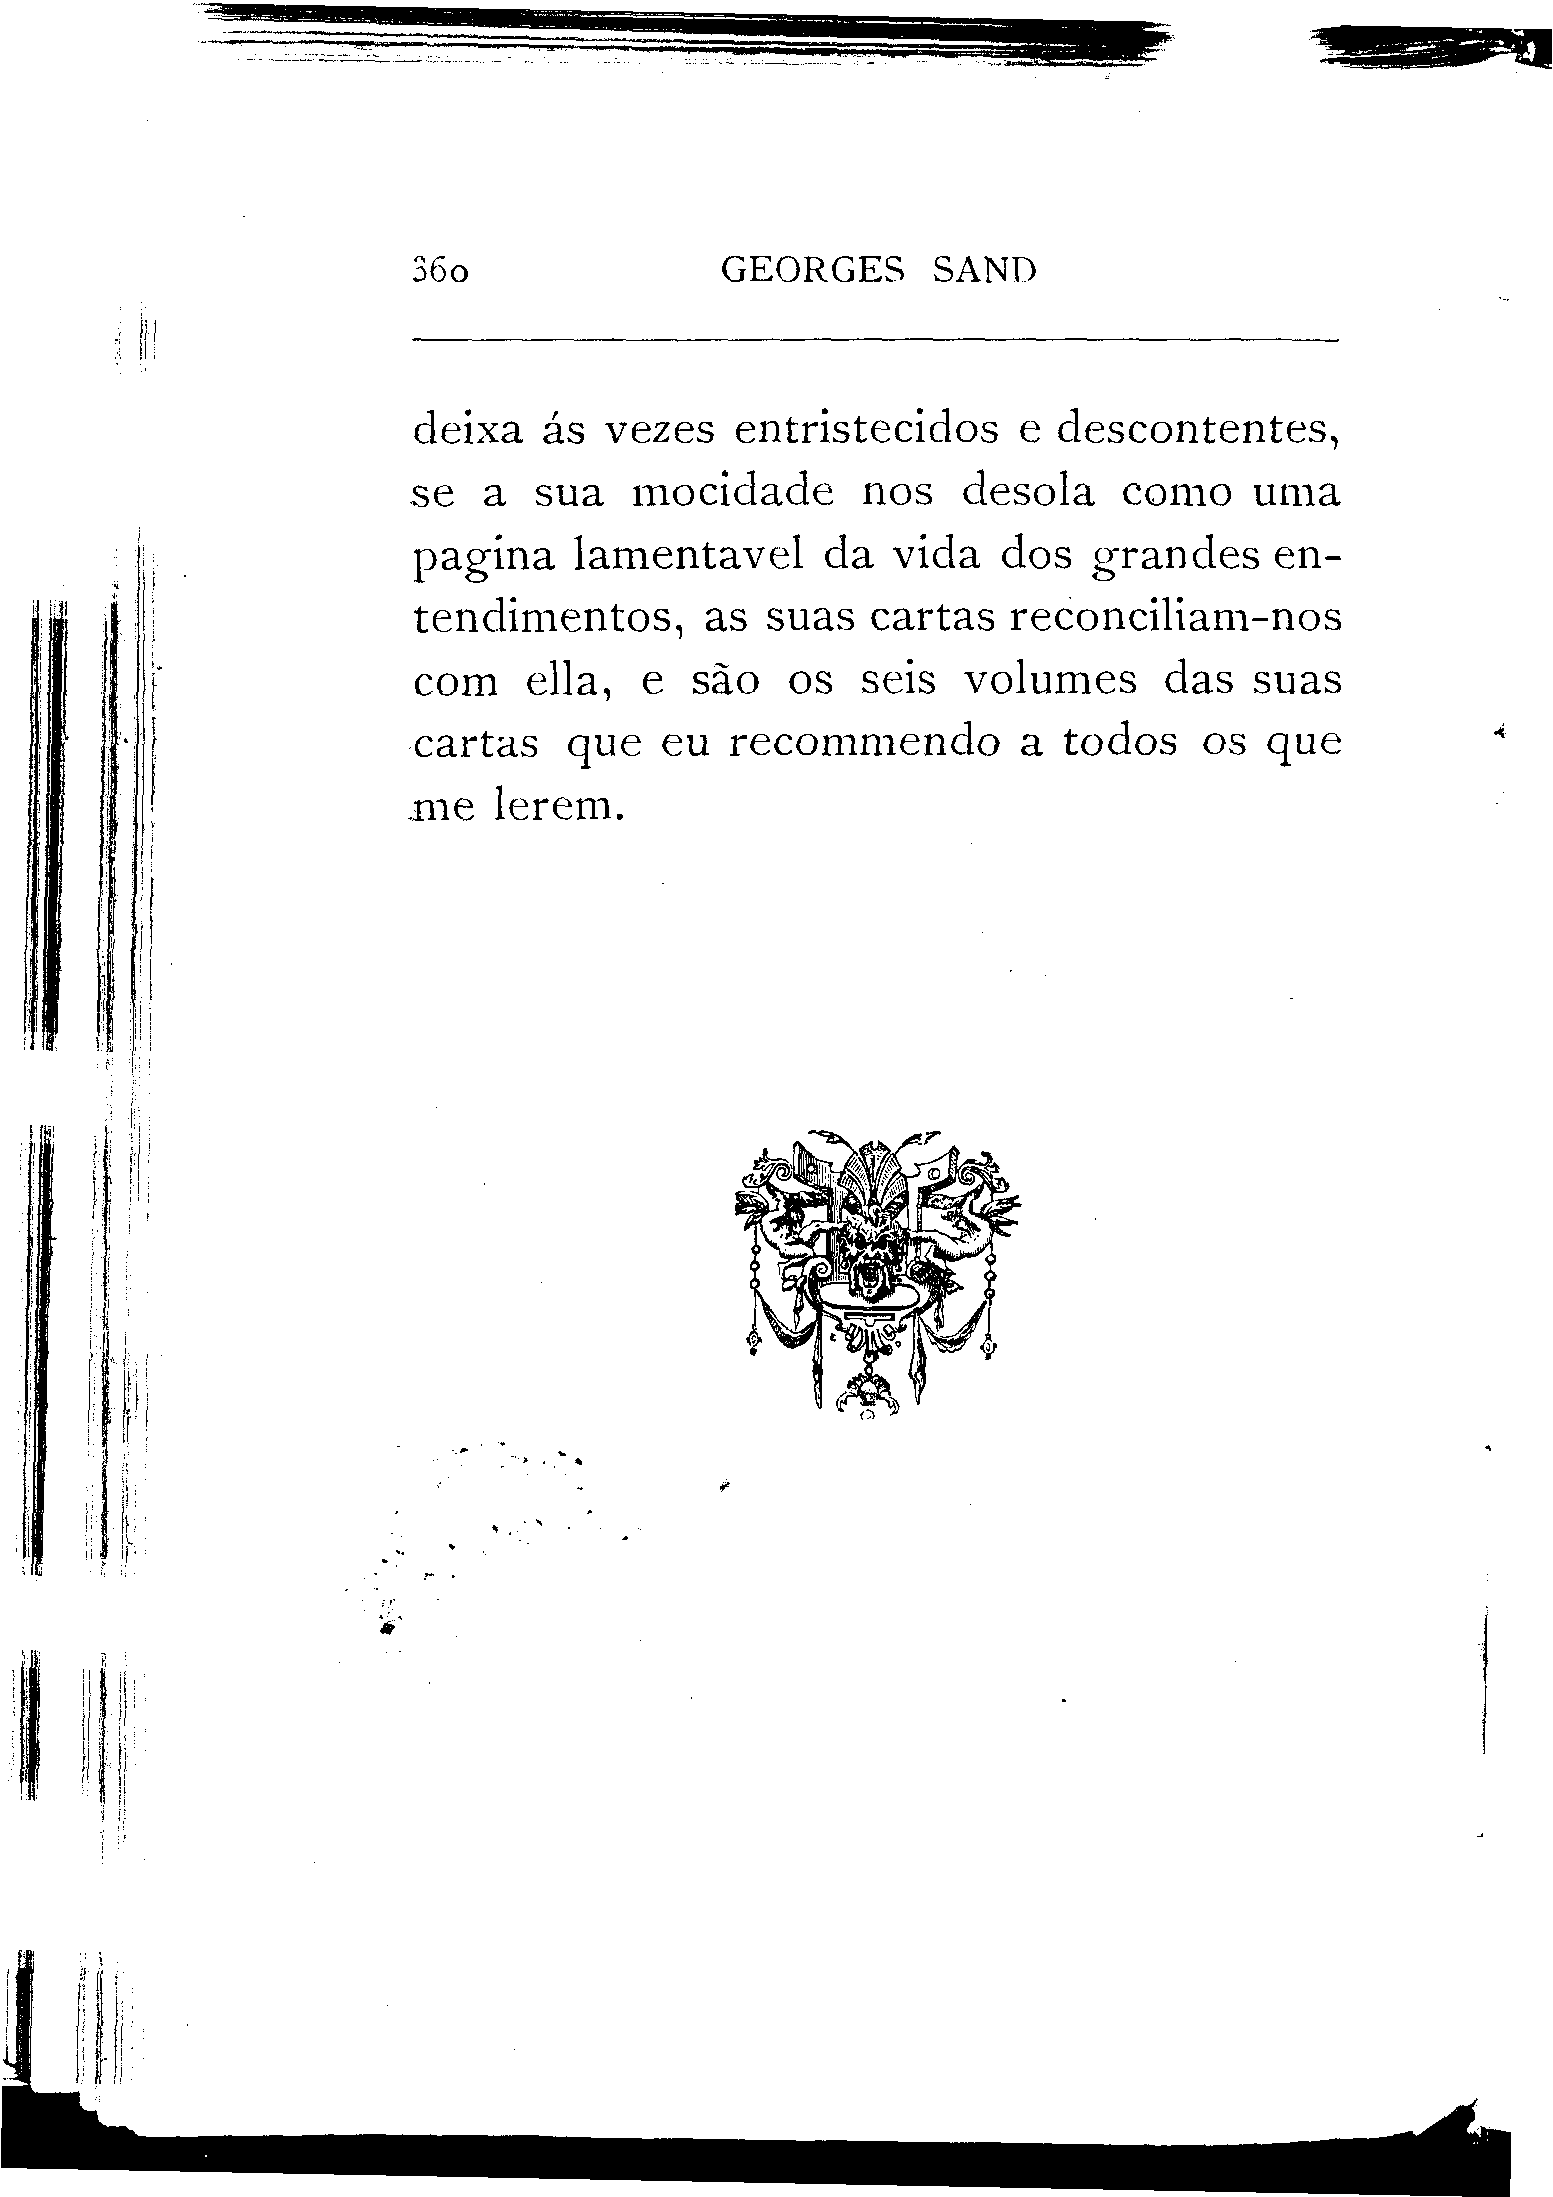 360 GEORGES SAND
deixa ás vezes entristecidos e descontentes,
se a sua mocidade nos desola como uma
pagina lamentavel da vida dos grandes en-
tendimentos, as suas cartas reconciliam-nos
com ella, e são os seis volumes das suas
cartas que eu recommendo a todos os que
me lerem.